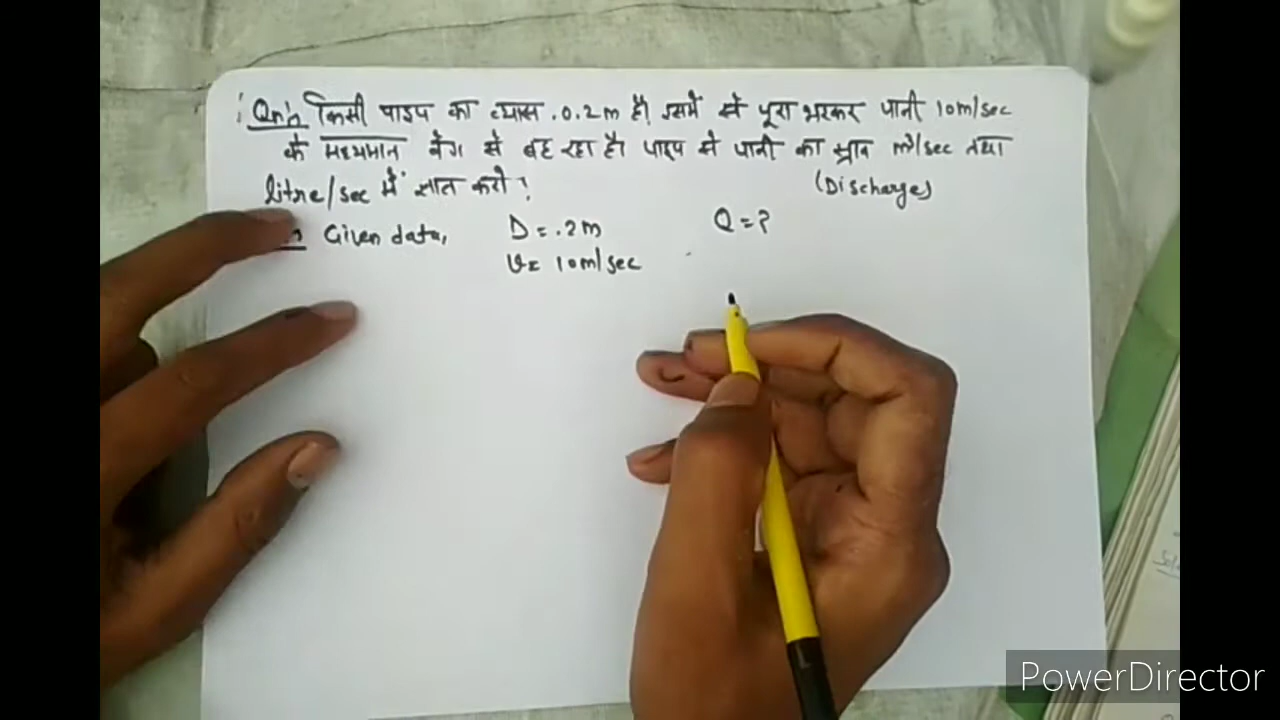 Qn:- किसी पाइप का व्यास .0.2m है। इसमें से पूरा भरकर पानी 10m/sec
के मध्यमान वेग से बह रहा है। पाइप से पानी का स्राव m³/sec तथा
litre/sec में ज्ञात करो?
(Discharge)
Given data, D = .2m Q = ?
v = 10m/sec
PowerDirector